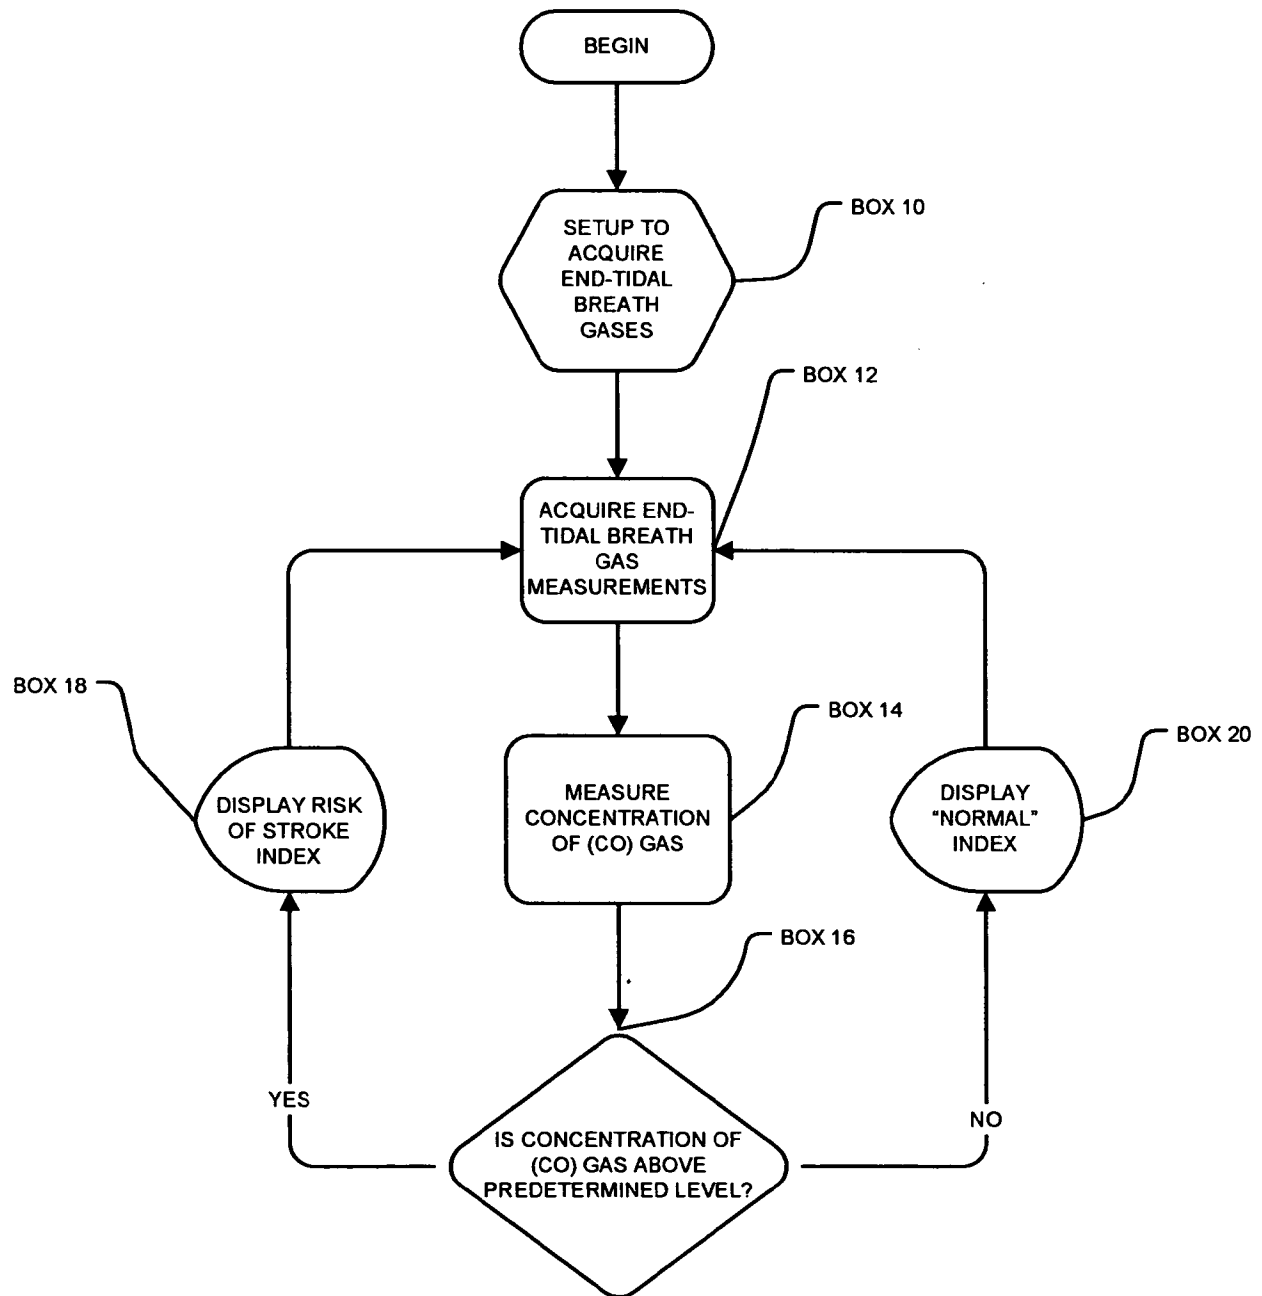 BEGIN
SETUP TO
ACQUIRE
END-TIDAL
BREATH
GASES
BOX 10
BOX 12
ACQUIRE END-
TIDAL BREATH
GAS
MEASUREMENTS
BOX 18
BOX 14
BOX 20
DISPLAY RISK
OF STROKE
INDEX
MEASURE
CONCENTRATION
OF (CO) GAS
DISPLAY
“NORMAL”
INDEX
BOX 16
YES
NO
IS CONCENTRATION OF
(CO) GAS ABOVE
PREDETERMINED LEVEL?